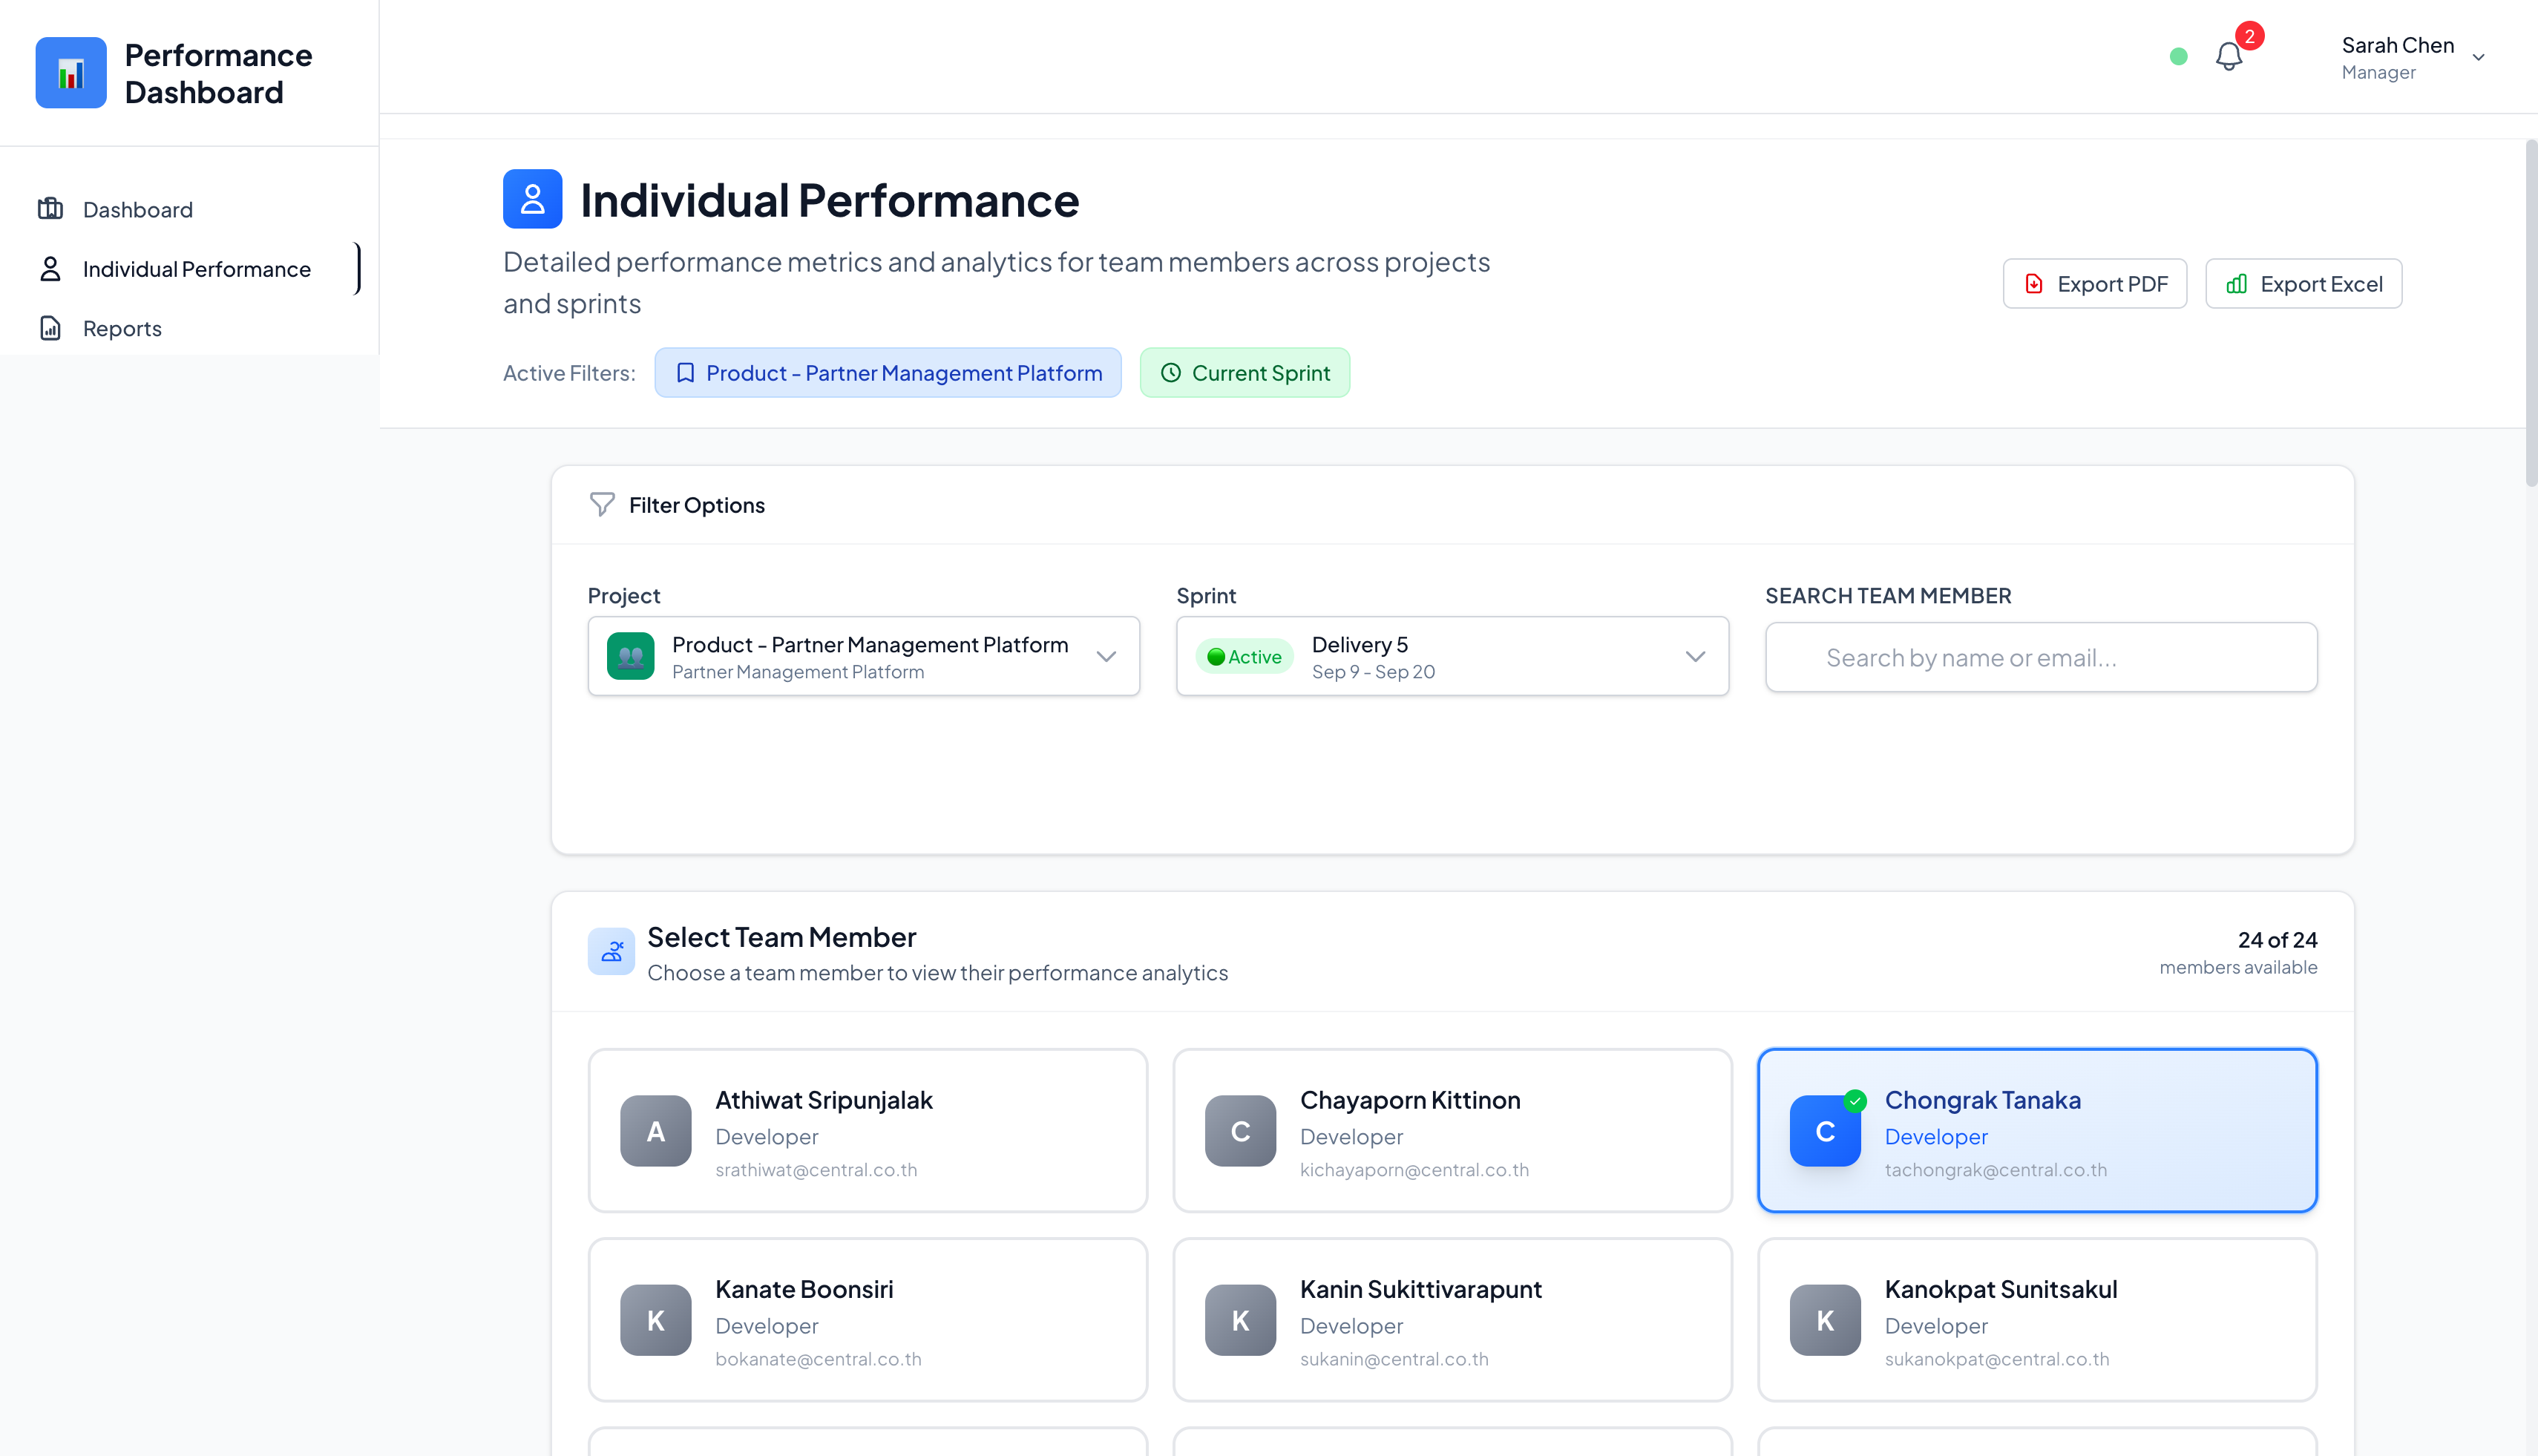 Performance
Dashboard
2
Sarah Chen
Manager
Dashboard
Individual Performance
Reports
Individual Performance
Detailed performance metrics and analytics for team members across projects
and sprints
Export PDF
Export Excel
Active Filters:
Product - Partner Management Platform
Current Sprint
Filter Options
Project
Sprint
SEARCH TEAM MEMBER
Product - Partner Management Platform
Partner Management Platform
Active
Delivery 5
Sep 9 - Sep 20
Search by name or email...
Select Team Member
Choose a team member to view their performance analytics
24 of 24
members available
A
Athiwat Sripunjalak
Developer
srathiwat@central.co.th
C
Chayaporn Kittinon
Developer
kichayaporn@central.co.th
C
Chongrak Tanaka
Developer
tachongrak@central.co.th
K
Kanate Boonsiri
Developer
bokanate@central.co.th
K
Kanin Sukittivarapunt
Developer
sukanin@central.co.th
K
Kanokpat Sunitsakul
Developer
sukanokpat@central.co.th